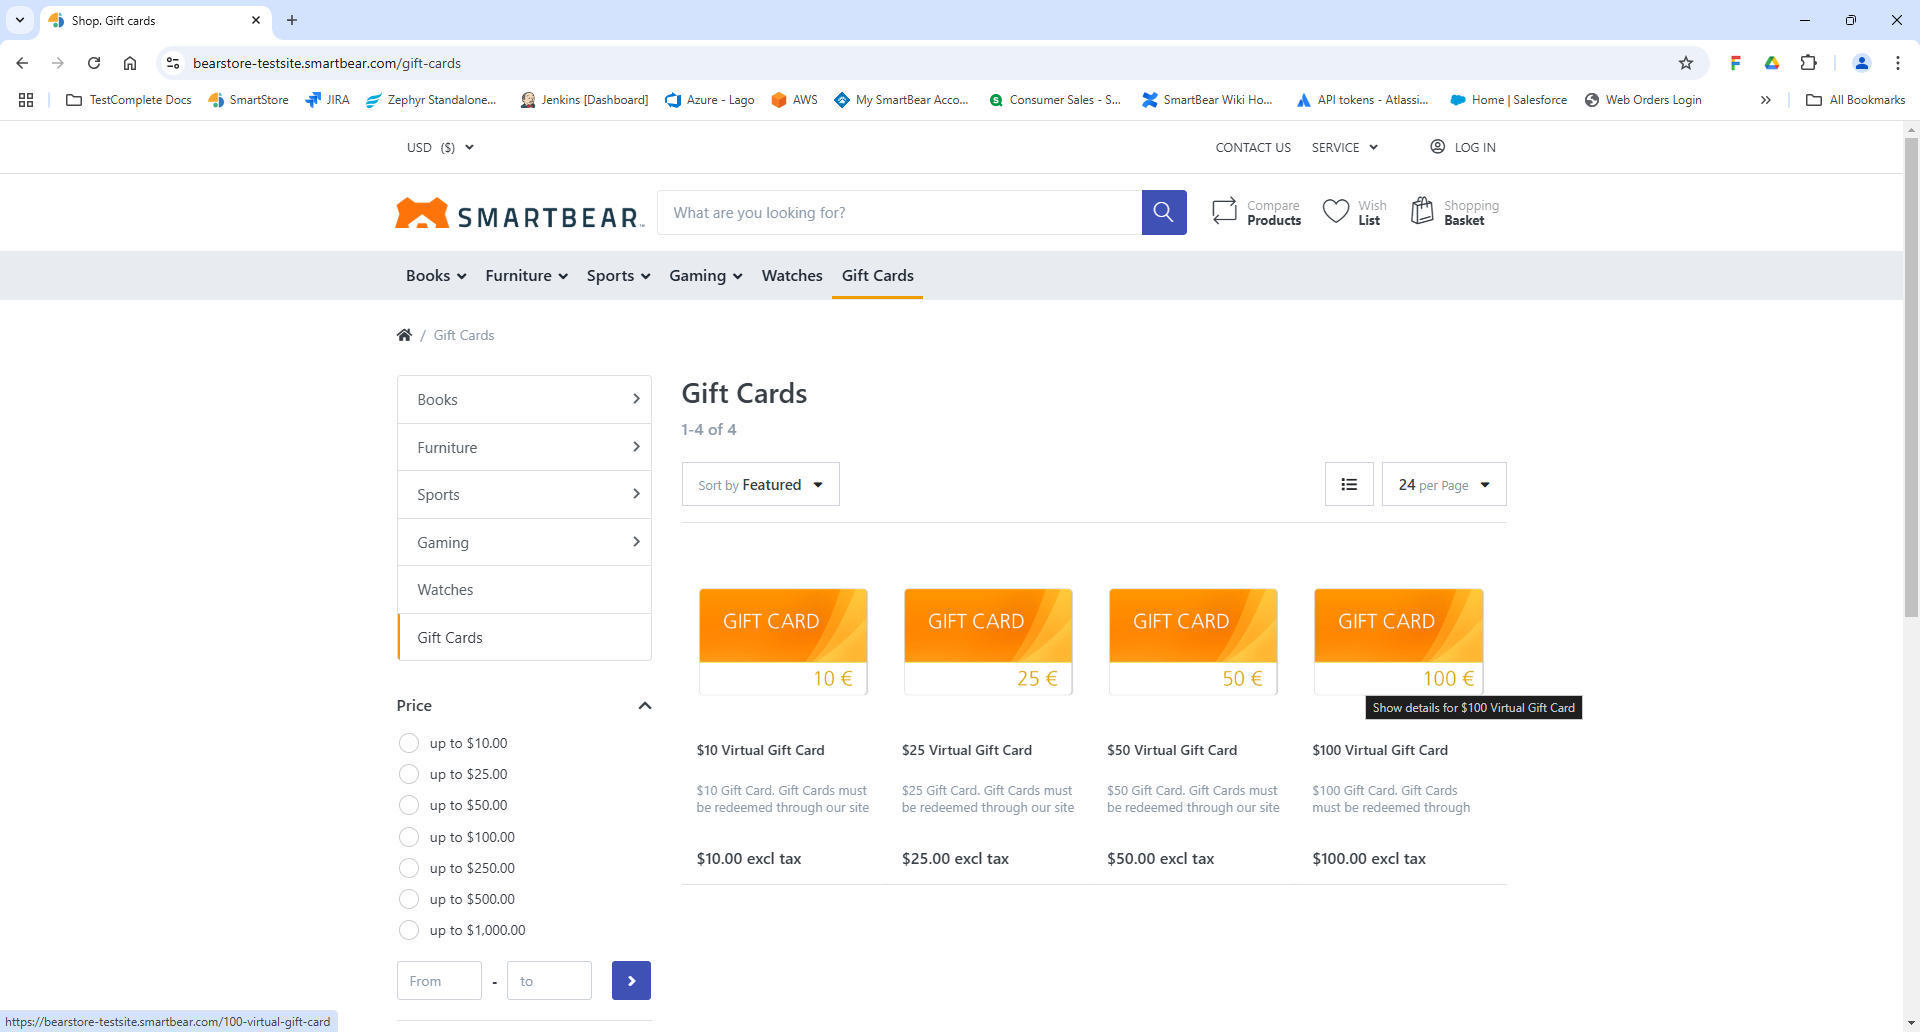 Shop. Gift cards
bearstore-testsite.smartbear.com/gift-cards
TestComplete Docs
SmartStore
JIRA
Zephyr Standalone...
Jenkins [Dashboard]
Azure - Lago
AWS
My SmartBear Acco...
Consumer Sales - S...
SmartBear Wiki Ho...
API tokens - Atlassi...
Home | Salesforce
Web Orders Login
All Bookmarks
USD ($)
CONTACT US
SERVICE
LOG IN
SMARTBEAR
What are you looking for?
Compare
Products
Wish
List
Shopping
Basket
Books
Furniture
Sports
Gaming
Watches
Gift Cards
/ Gift Cards
Books
Furniture
Sports
Gaming
Watches
Gift Cards
Price
up to $10.00
up to $25.00
up to $50.00
up to $100.00
up to $250.00
up to $500.00
up to $1,000.00
From
-
to
Gift Cards
1-4 of 4
Sort by Featured
24 per Page
GIFT CARD
10 €
$10 Virtual Gift Card
$10 Gift Card. Gift Cards must
be redeemed through our site
$10.00 excl tax
GIFT CARD
25 €
$25 Virtual Gift Card
$25 Gift Card. Gift Cards must
be redeemed through our site
$25.00 excl tax
GIFT CARD
50 €
$50 Virtual Gift Card
$50 Gift Card. Gift Cards must
be redeemed through our site
$50.00 excl tax
GIFT CARD
100 €
Show details for $100 Virtual Gift Card
$100 Virtual Gift Card
$100 Gift Card. Gift Cards
must be redeemed through
$100.00 excl tax
https://bearstore-testsite.smartbear.com/100-virtual-gift-card